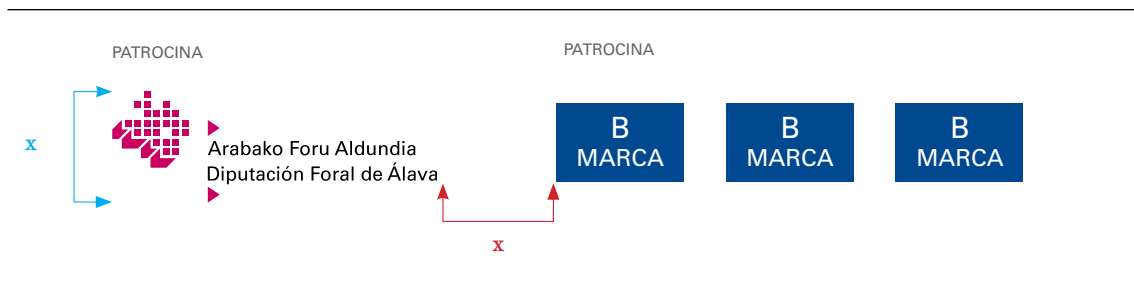 PATROCINA
PATROCINA
x
Arabako Foru Aldundia
Diputación Foral de Álava
B
MARCA
B
MARCA
B
MARCA
x